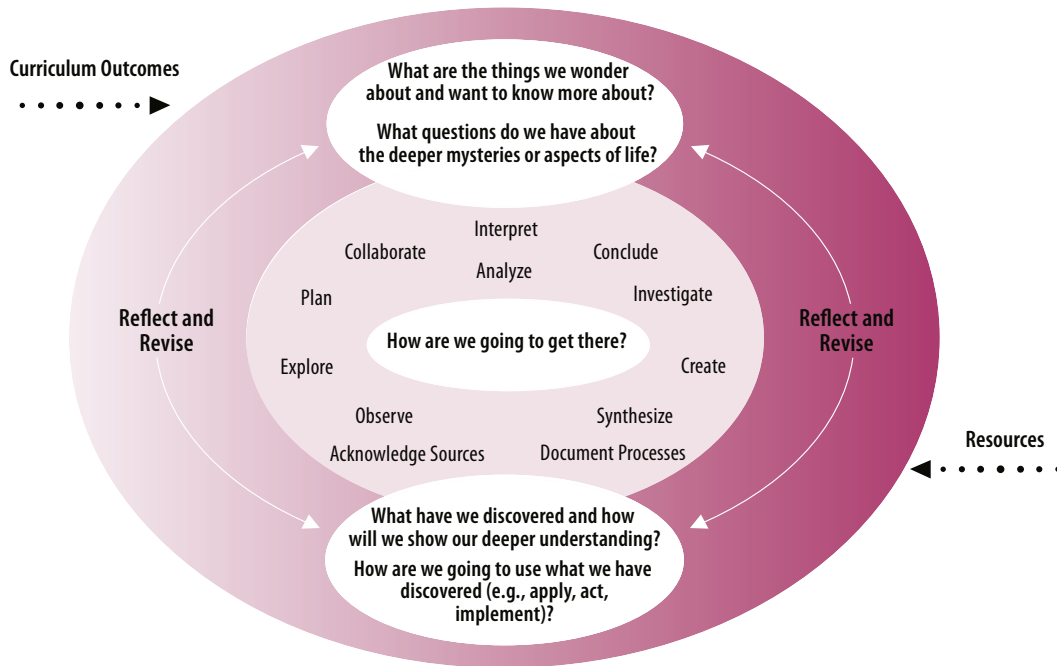 Curriculum Outcomes
What are the things we wonder
about and want to know more about?
What questions do we have about
the deeper mysteries or aspects of life?
Interpret
Collaborate
Conclude
Analyze
Plan
Investigate
Reflect and
Revise
How are we going to get there?
Reflect and
Revise
Explore
Create
Observe
Synthesize
Acknowledge Sources
Document Processes
Resources
What have we discovered and how
will we show our deeper understanding?
How are we going to use what we have
discovered (e.g., apply, act,
implement)?